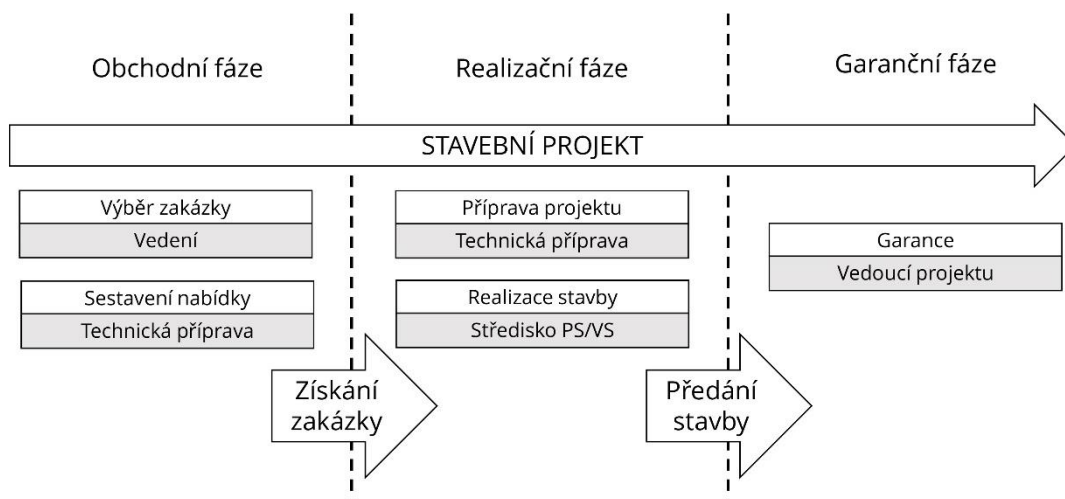 Obchodní fáze
Realizační fáze
Garanční fáze
STAVEBNÍ PROJEKT
Výběr zakázky
Vedení
Sestavení nabídky
Technická příprava
Příprava projektu
Technická příprava
Realizace stavby
Středisko PS/VS
Garance
Vedoucí projektu
Získání
zakázky
Předání
stavby